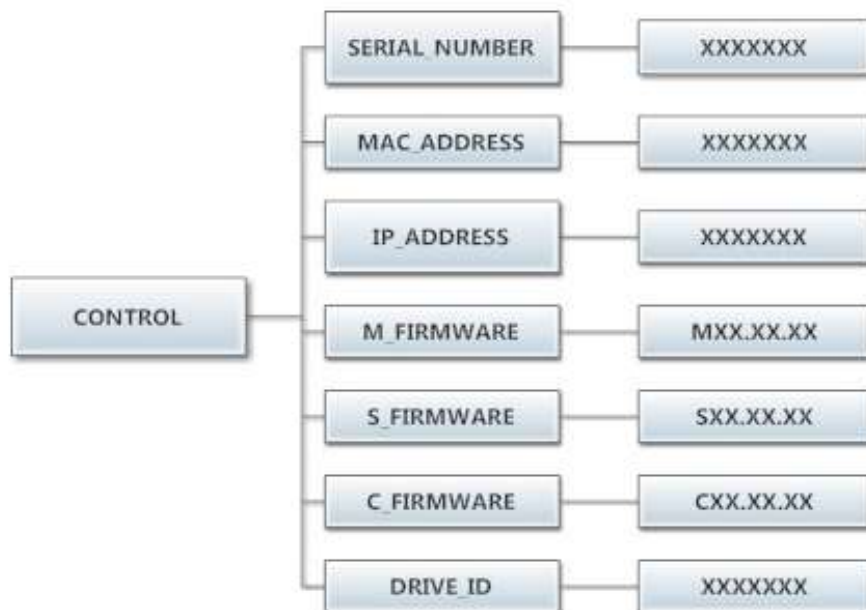 SERIAL_NUMBER XXXXXXX
MAC_ADDRESS XXXXXXX
IP_ADDRESS XXXXXXX
CONTROL
M_FIRMWARE MXX.XX.XX
S_FIRMWARE SXX.XX.XX
C_FIRMWARE CXX.XX.XX
DRIVE_ID XXXXXXX